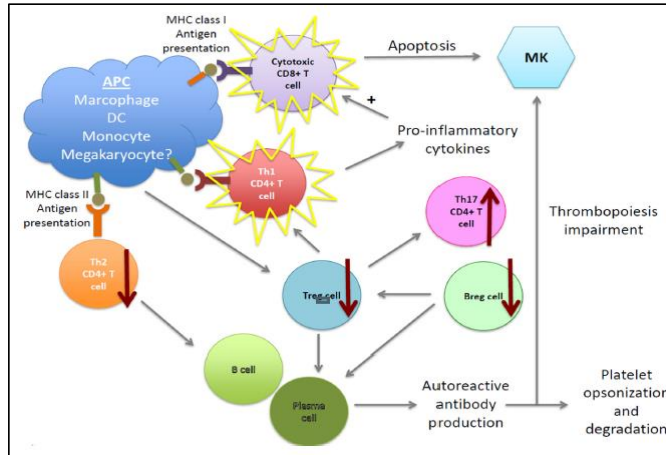 MHC class I
Antigen
presentation
APC
Marcophage
DC
Monocyte
Megakaryocyte?
Cytotoxic
CD8+ T
cell
Apoptosis
MK
+
Pro-inflammatory
cytokines
Th1
CD4+ T
cell
MHC class II
Antigen
presentation
Th17
CD4+ T
cell
Thrombopoiesis
impairment
Th2
CD4+ T
cell
Treg cell
Breg cell
B cell
Plasma
cell
Autoreactive
antibody
production
Platelet
opsonization
and
degradation